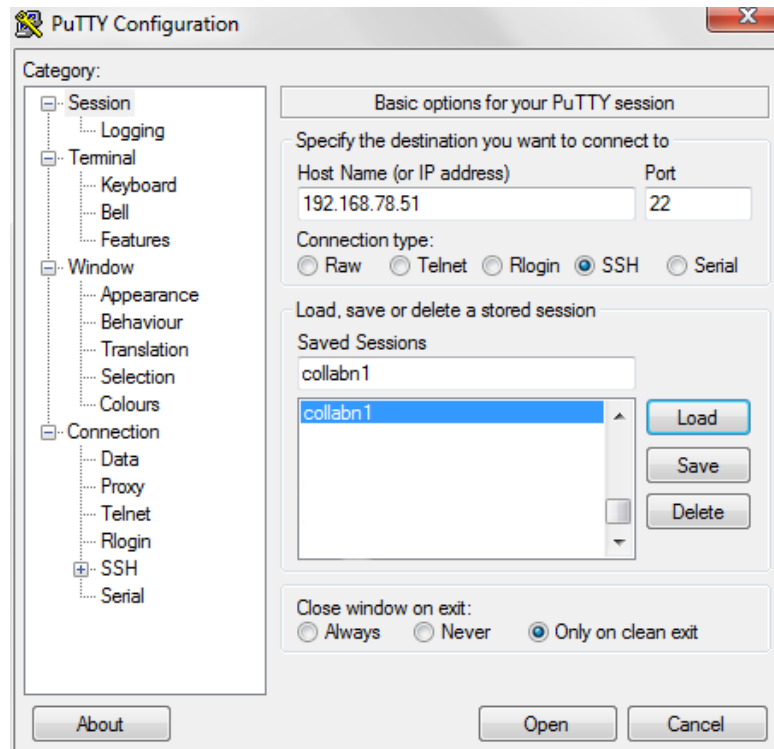 PuTTY Configuration
Category:
Session
Logging
Terminal
Keyboard
Bell
Features
Window
Appearance
Behaviour
Translation
Selection
Colours
Connection
Data
Proxy
Telnet
Rlogin
SSH
Serial
Basic options for your PuTTY session
Specify the destination you want to connect to
Host Name (or IP address) Port
192.168.78.51 22
Connection type:
Raw Telnet Rlogin SSH Serial
Load, save or delete a stored session
Saved Sessions
collabn1
collabn1
Load
Save
Delete
Close window on exit:
Always Never Only on clean exit
About Open Cancel